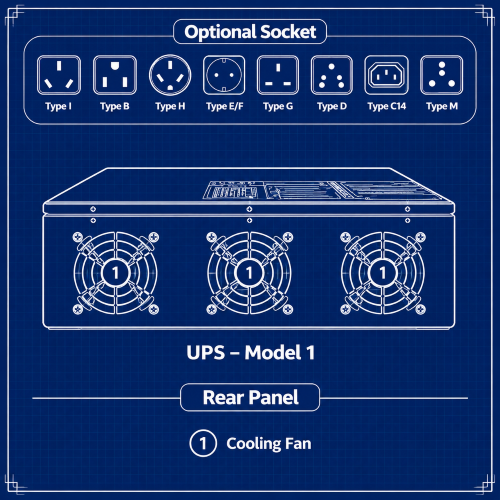 Optional Socket
Type I Type B Type H Type E/F Type G Type D Type C14 Type M
1 1 1
UPS – Model 1
Rear Panel
1 Cooling Fan